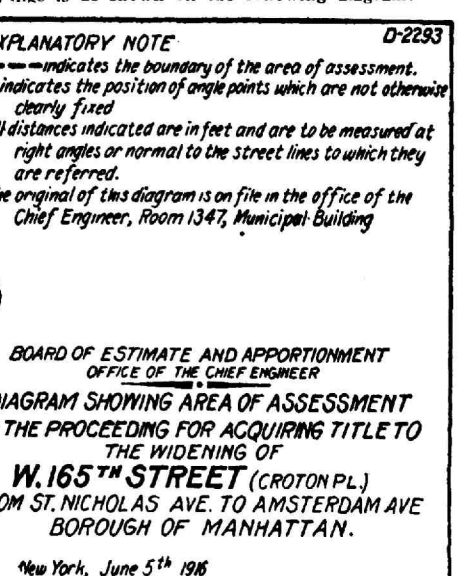 D-2293
XPLANATORY NOTE
indicates the boundary of the area of assessment.
indicates the position of angle points which are not otherwise
clearly fixed
l distances indicated are in feet and are to be measured at
right angles or normal to the street lines to which they
are referred.
he original of this diagram is on file in the office of the
Chief Engineer, Room 1347, Municipal Building
BOARD OF ESTIMATE AND APPORTIONMENT
OFFICE OF THE CHIEF ENGINEER
IAGRAM SHOWING AREA OF ASSESSMENT
THE PROCEEDING FOR ACQUIRING TITLE TO
THE WIDENING OF
W. 165TH STREET (CROTON PL.)
OM ST. NICHOLAS AVE. TO AMSTERDAM AVE
BOROUGH OF MANHATTAN.
New York, June 5th 1916